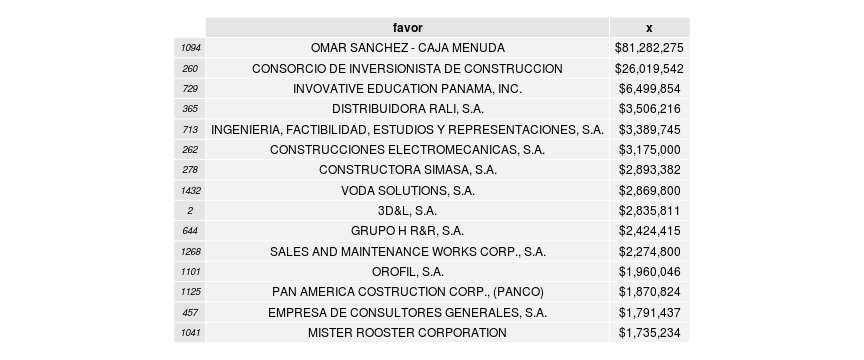 favor x
1094 OMAR SANCHEZ - CAJA MENUDA $81,282,275
260 CONSORCIO DE INVERSIONISTA DE CONSTRUCCION $26,019,542
729 INVOVATIVE EDUCATION PANAMA, INC. $6,499,854
365 DISTRIBUIDORA RALI, S.A. $3,506,216
713 INGENIERIA, FACTIBILIDAD, ESTUDIOS Y REPRESENTACIONES, S.A. $3,389,745
262 CONSTRUCCIONES ELECTROMECANICAS, S.A. $3,175,000
278 CONSTRUCTORA SIMASA, S.A. $2,893,382
1432 VODA SOLUTIONS, S.A. $2,869,800
2 3D&L, S.A. $2,835,811
644 GRUPO H R&R, S.A. $2,424,415
1268 SALES AND MAINTENANCE WORKS CORP., S.A. $2,274,800
1101 OROFIL, S.A. $1,960,046
1125 PAN AMERICA COSTRUCTION CORP., (PANCO) $1,870,824
457 EMPRESA DE CONSULTORES GENERALES, S.A. $1,791,437
1041 MISTER ROOSTER CORPORATION $1,735,234